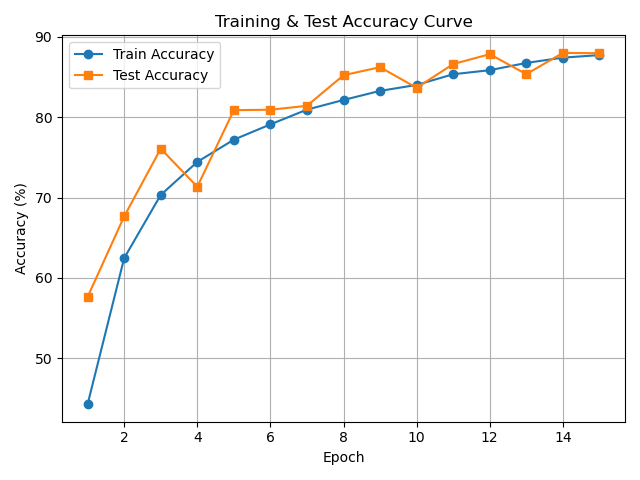 Training & Test Accuracy Curve
Train Accuracy
Test Accuracy
Accuracy (%)
90
80
70
60
50
2 4 6 8 10 12 14
Epoch